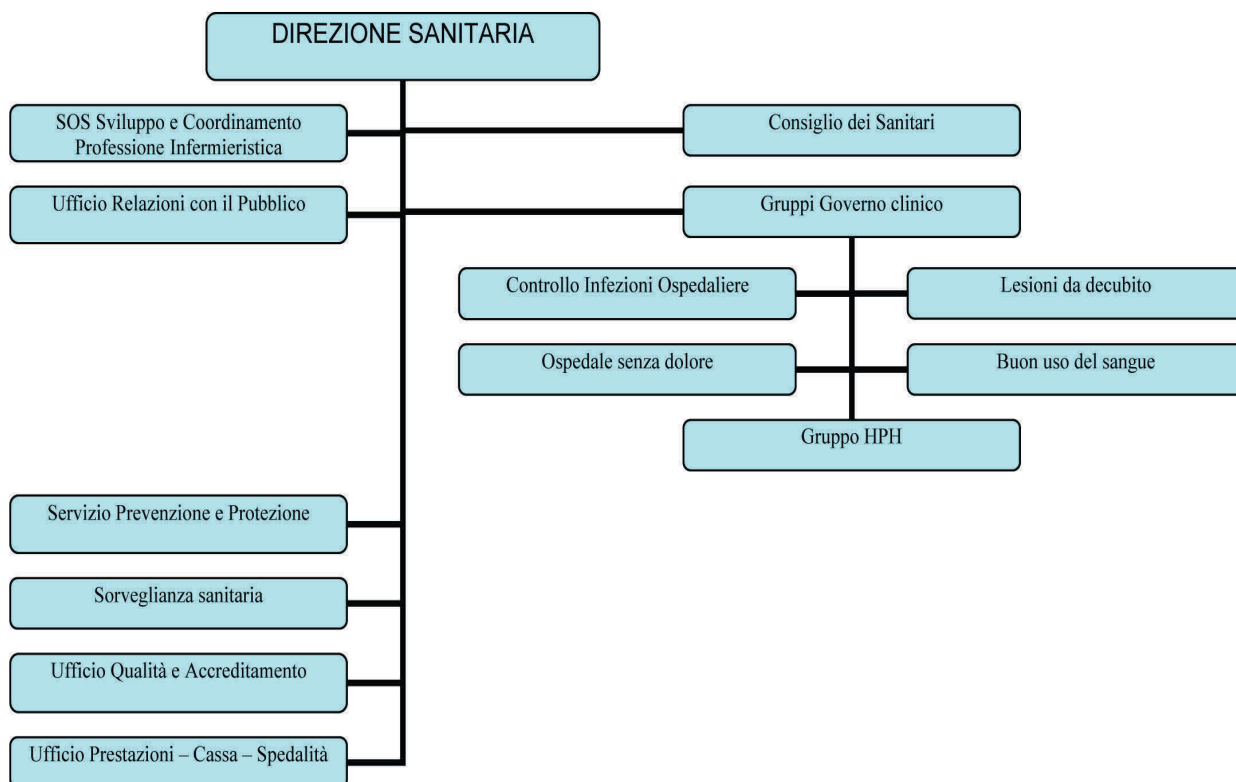 DIREZIONE SANITARIA
SOS Sviluppo e Coordinamento
Professione Infermieristica
Consiglio dei Sanitari
Ufficio Relazioni con il Pubblico
Gruppi Governo clinico
Controllo Infezioni Ospedaliere
Lesioni da decubito
Ospedale senza dolore
Buon uso del sangue
Gruppo HPH
Servizio Prevenzione e Protezione
Sorveglianza sanitaria
Ufficio Qualità e Accreditamento
Ufficio Prestazioni – Cassa – Spedalità